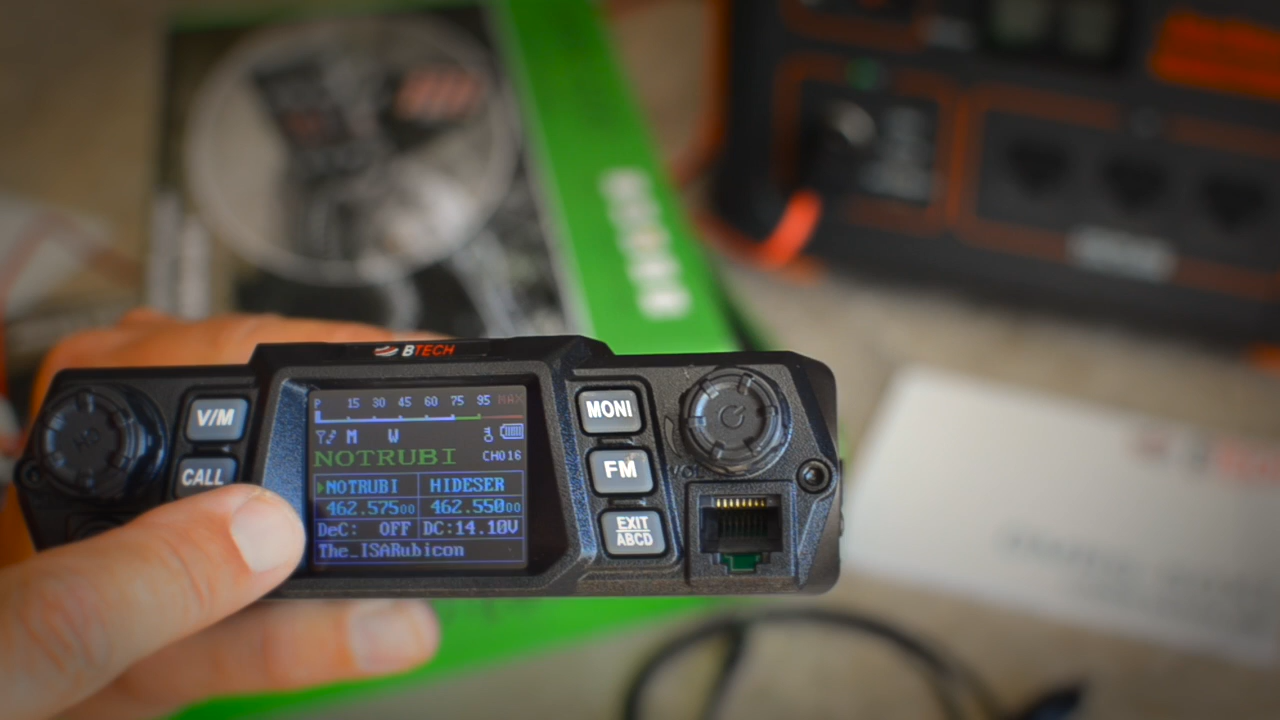 BTECH
V/M
CALL
P 15 30 45 60 75 95 MAX
M W
NOTRUBI CH016
NOTRUBI HIDESER
462.57500 462.55000
DeC: OFF DC:14.10V
The_ISARubicon
MONI
FM
EXIT
ABCD
VOL